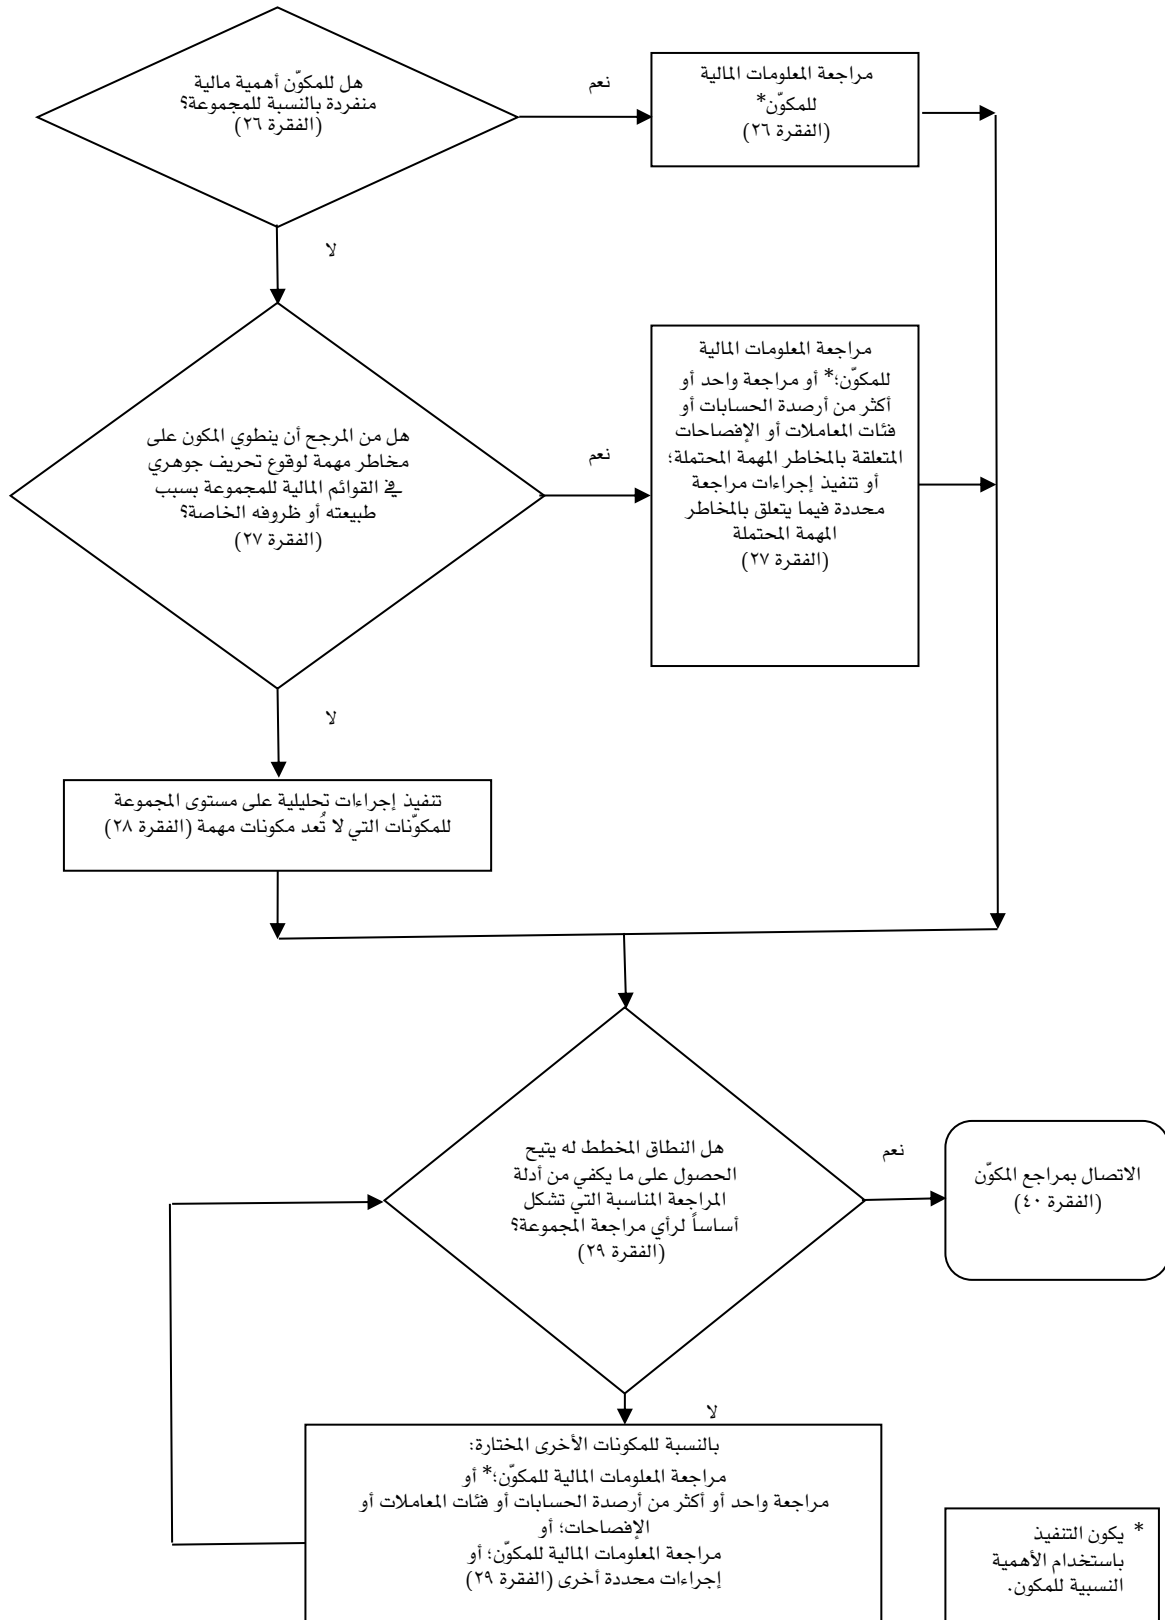 هل للمكوّن أهمية مالية
منفردة بالنسبة للمجموعة؟
(الفقرة ٢٦)
نعم
مراجعة المعلومات المالية
للمكوّن*
(الفقرة ٢٦)
لا
هل من المرجح أن ينطوي المكون على
مخاطر مهمة لوقوع تحريف جوهري
في القوائم المالية للمجموعة بسبب
طبيعته أو ظروفه الخاصة؟
(الفقرة ٢٧)
نعم
مراجعة المعلومات المالية
للمكوّن؛* أو مراجعة واحد أو
أكثر من أرصدة الحسابات أو
فئات المعاملات أو الإفصاحات
المتعلقة بالمخاطر المهمة المحتملة؛
أو تنفيذ إجراءات مراجعة
محددة فيما يتعلق بالمخاطر
المهمة المحتملة
(الفقرة ٢٧)
لا
تنفيذ إجراءات تحليلية على مستوى المجموعة
للمكوّنات التي لا تُعد مكونات مهمة (الفقرة ٢٨)
هل النطاق المخطط له يتيح
الحصول على ما يكفي من أدلة
المراجعة المناسبة التي تشكل
أساساً لرأي مراجعة المجموعة؟
(الفقرة ٢٩)
نعم
الاتصال بمراجع المكوّن
(الفقرة ٤٠)
لا
بالنسبة للمكونات الأخرى المختارة:
مراجعة المعلومات المالية للمكوّن؛* أو
مراجعة واحد أو أكثر من أرصدة الحسابات أو فئات المعاملات أو
الإفصاحات؛ أو
مراجعة المعلومات المالية للمكوّن؛ أو
إجراءات محددة أخرى (الفقرة ٢٩)
* يكون التنفيذ
باستخدام الأهمية
النسبية للمكون.